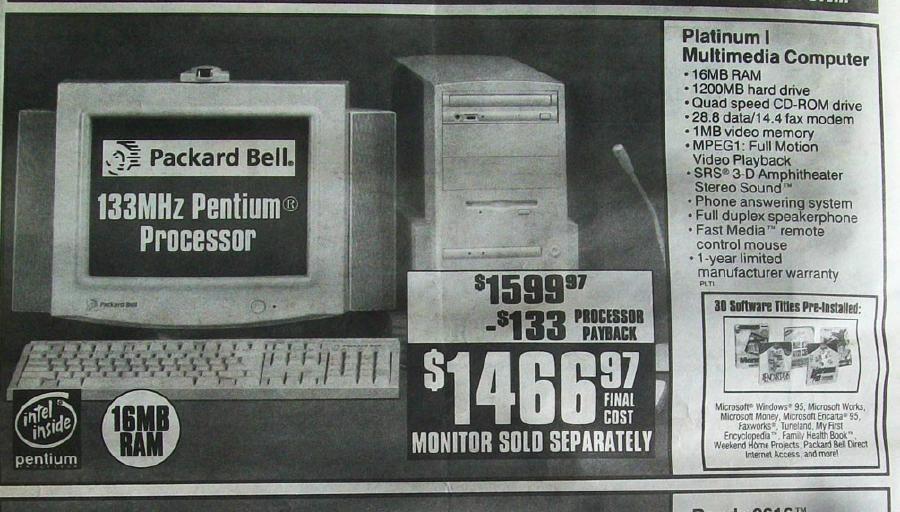 Packard Bell®
133MHz Pentium®
Processor
Packard Bell
intel®
inside
pentium
16MB
RAM
$1599 97
-$133 PROCESSOR
PAYBACK
$1466 97
FINAL
COST
MONITOR SOLD SEPARATELY
Platinum I
Multimedia Computer
• 16MB RAM
• 1200MB hard drive
• Quad speed CD-ROM drive
• 28.8 data/14.4 fax modem
• 1MB video memory
• MPEG1: Full Motion
Video Playback
• SRS® 3-D Amphitheater
Stereo Sound™
• Phone answering system
• Full duplex speakerphone
• Fast Media™ remote
control mouse
• 1-year limited
manufacturer warranty
PLTI
30 Software Titles Pre-Installed:
Microsoft® Windows® 95, Microsoft Works,
Microsoft Money, Microsoft Encarta® 95,
Faxworks®, Tuneland, My First
Encyclopedia™, Family Health Book™,
Weekend Home Projects, Packard Bell Direct
Internet Access, and more!